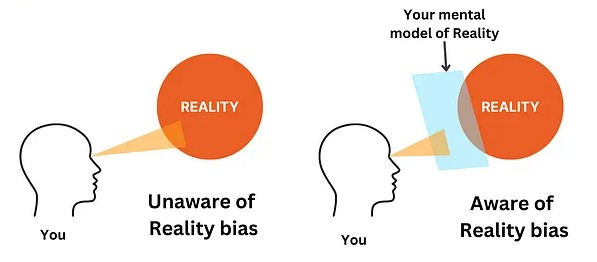 REALITY
You
Unaware of
Reality bias
Your mental
model of Reality
REALITY
You
Aware of
Reality bias